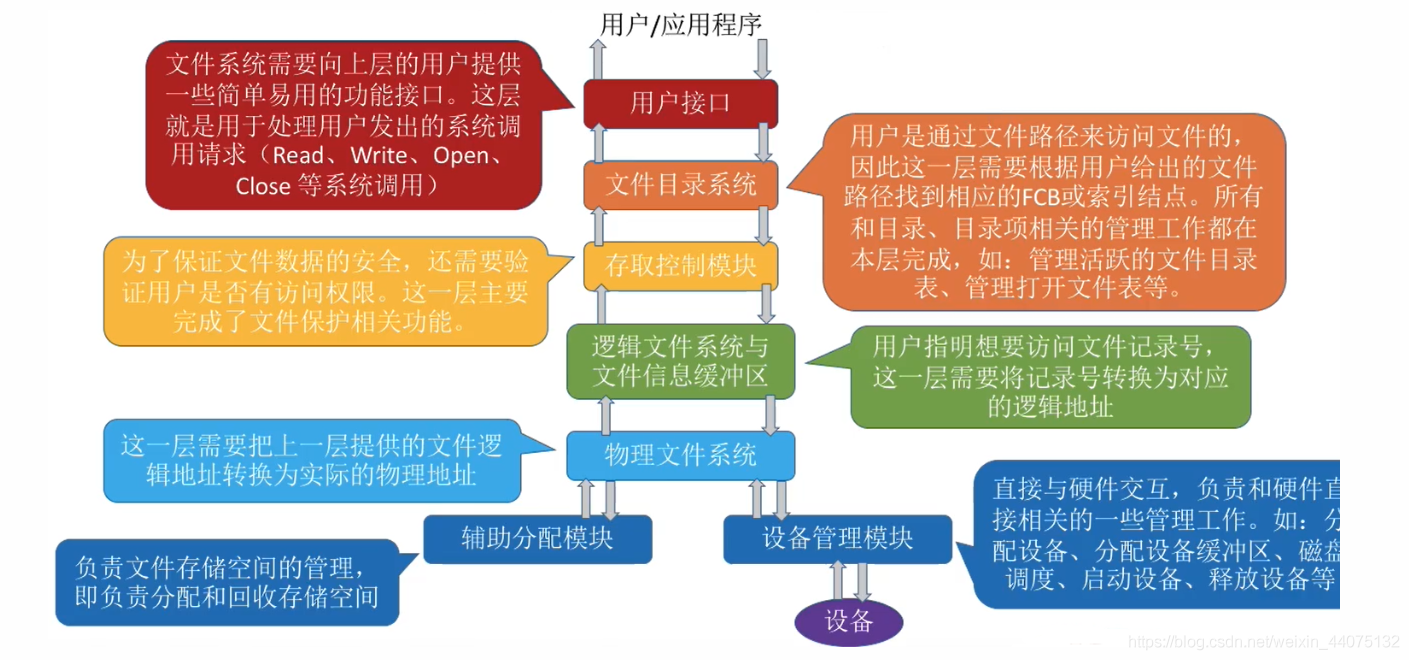 用户/应用程序
文件系统需要向上层的用户提供
一些简单易用的功能接口。这层
就是用于处理用户发出的系统调
用请求（Read、Write、Open、
Close 等系统调用）
用户接口
文件目录系统
用户是通过文件路径来访问文件的，
因此这一层需要根据用户给出的文件
路径找到相应的FCB或索引结点。所有
和目录、目录项相关的管理工作都在
本层完成，如：管理活跃的文件目录
表、管理打开文件表等。
为了保证文件数据的安全，还需要验
证用户是否有访问权限。这一层主要
完成了文件保护相关功能。
存取控制模块
逻辑文件系统与
文件信息缓冲区
用户指明想要访问文件记录号，
这一层需要将记录号转换为对应
的逻辑地址
这一层需要把上一层提供的文件逻
辑地址转换为实际的物理地址
物理文件系统
辅助分配模块
设备管理模块
直接与硬件交互，负责和硬件直
接相关的一些管理工作。如：分
配设备、分配设备缓冲区、磁盘
调度、启动设备、释放设备等
负责文件存储空间的管理，
即负责分配和回收存储空间
设备
https://blog.csdn.net/weixin_44075132